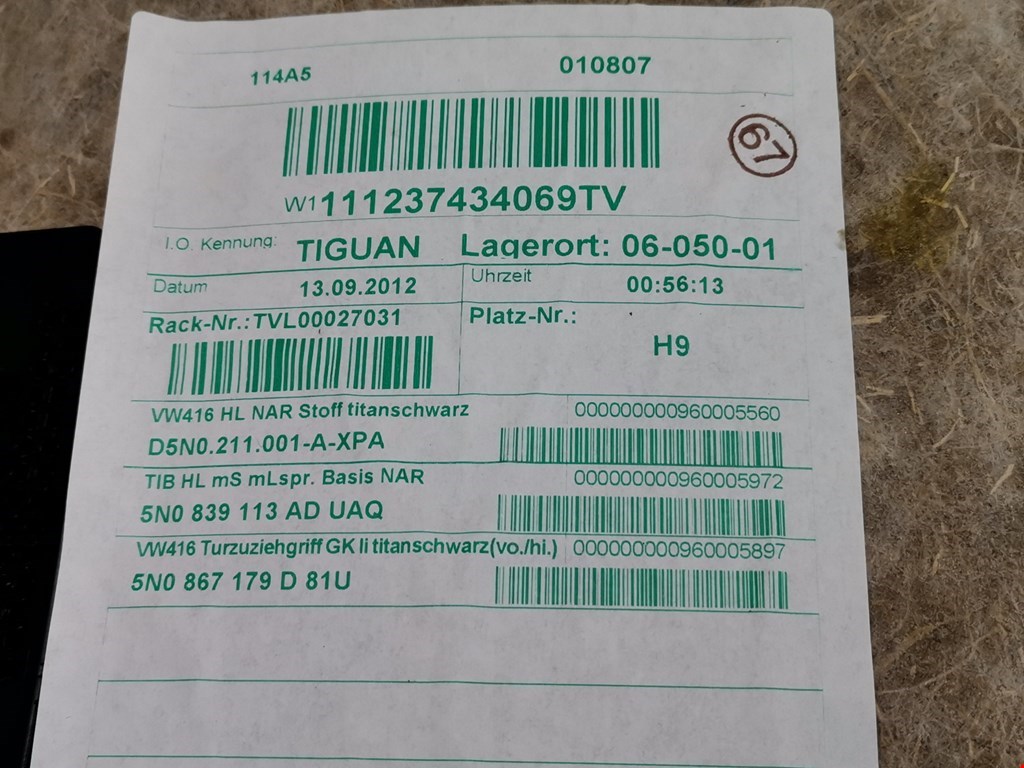 114A5 010807
67
W1111237434069TV
I.O. Kennung: TIGUAN Lagerort: 06-050-01
Datum 13.09.2012 Uhrzeit 00:56:13
Rack-Nr.:TVL00027031 Platz-Nr.:
H9
VW416 HL NAR Stoff titanschwarz 000000000960005560
D5N0.211.001-A-XPA
TIB HL mS mLspr. Basis NAR 000000000960005972
5N0 839 113 AD UAQ
VW416 Turzuziehgriff GK li titanschwarz(vo./hi.) 000000000960005897
5N0 867 179 D 81U